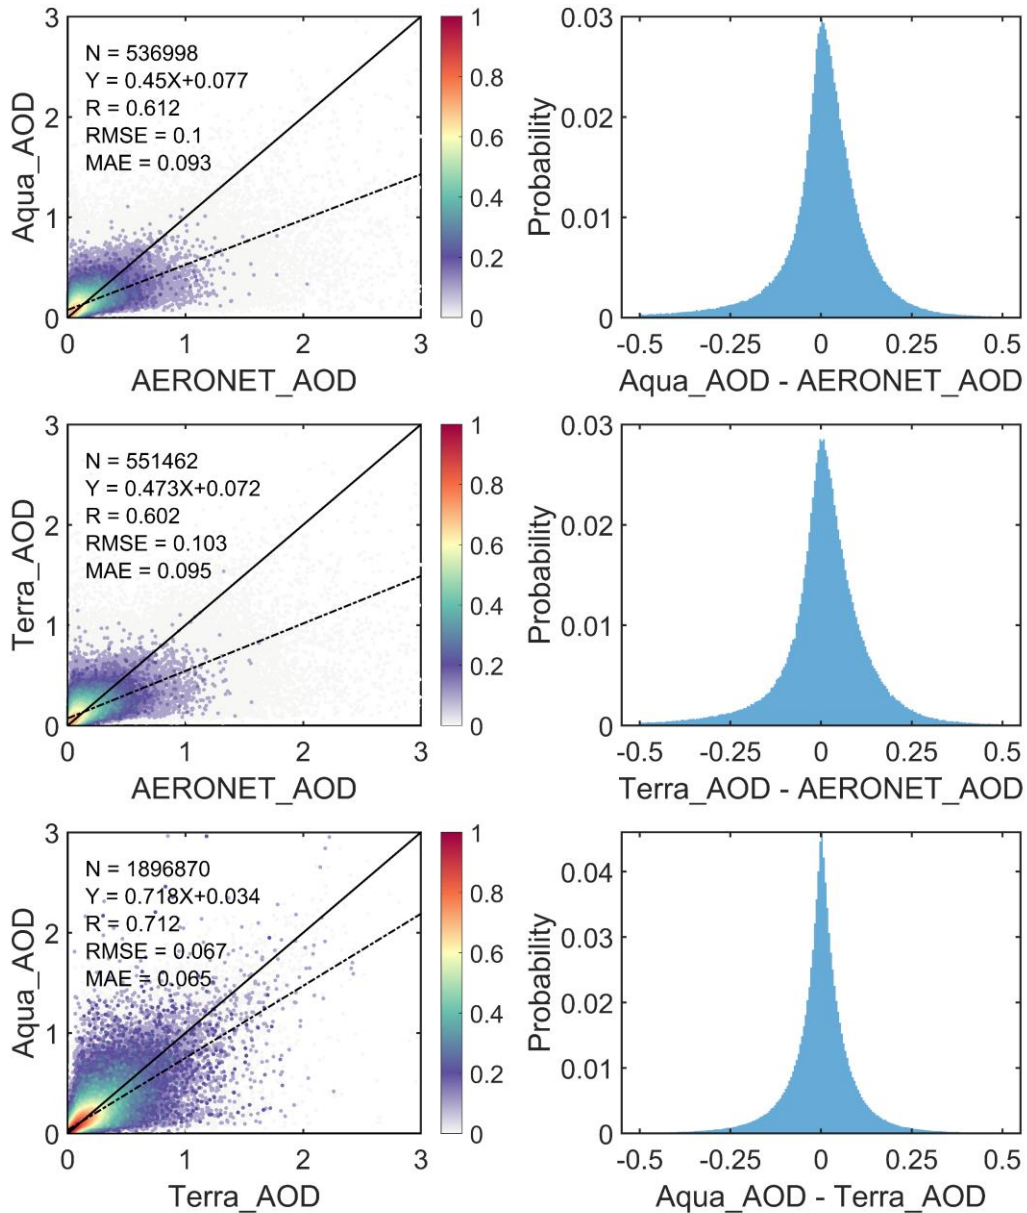 3
2
1
0
Aqua_AOD
N = 536998
Y = 0.45X+0.077
R = 0.612
RMSE = 0.1
MAE = 0.093
0 1 2 3
AERONET_AOD
1
0.8
0.6
0.4
0.2
0
0.03
0.02
0.01
0
Probability
-0.5 -0.25 0 0.25 0.5
Aqua_AOD - AERONET_AOD
3
2
1
0
Terra_AOD
N = 551462
Y = 0.473X+0.072
R = 0.602
RMSE = 0.103
MAE = 0.095
0 1 2 3
AERONET_AOD
1
0.8
0.6
0.4
0.2
0
0.03
0.02
0.01
0
Probability
-0.5 -0.25 0 0.25 0.5
Terra_AOD - AERONET_AOD
3
2
1
0
Aqua_AOD
N = 1896870
Y = 0.718X+0.034
R = 0.712
RMSE = 0.067
MAE = 0.065
0 1 2 3
Terra_AOD
1
0.8
0.6
0.4
0.2
0
0.04
0.03
0.02
0.01
0
Probability
-0.5 -0.25 0 0.25 0.5
Aqua_AOD - Terra_AOD